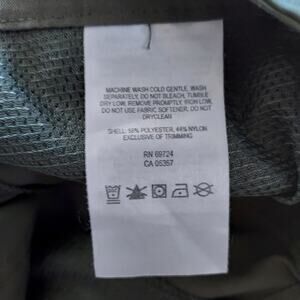 MACHINE WASH COLD GENTLE, WASH
SEPARATELY, DO NOT BLEACH, TUMBLE
DRY LOW, REMOVE PROMPTLY, IRON LOW,
DO NOT USE FABRIC SOFTENER, DO NOT
DRYCLEAN
SHELL: 56% POLYESTER, 44% NYLON
EXCLUSIVE OF TRIMMING
RN 69724
CA 05357